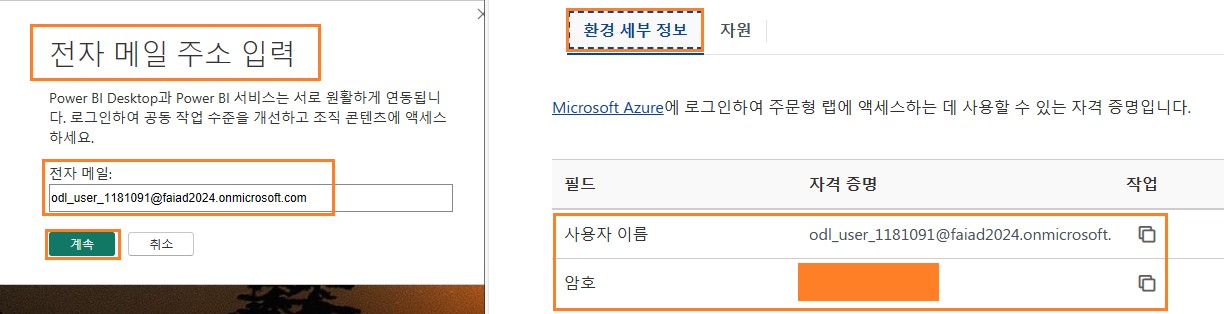 전자 메일 주소 입력
Power BI Desktop과 Power BI 서비스는 서로 원활하게 연동됩니
다. 로그인하여 공동 작업 수준을 개선하고 조직 콘텐츠에 액세스
하세요.
전자 메일:
odl_user_1181091@faiad2024.onmicrosoft.com
계속 취소
환경 세부 정보 자원
Microsoft Azure에 로그인하여 주문형 랩에 액세스하는 데 사용할 수 있는 자격 증명입니다.
필드 자격 증명 작업
사용자 이름 odl_user_1181091@faiad2024.onmicrosoft.
암호